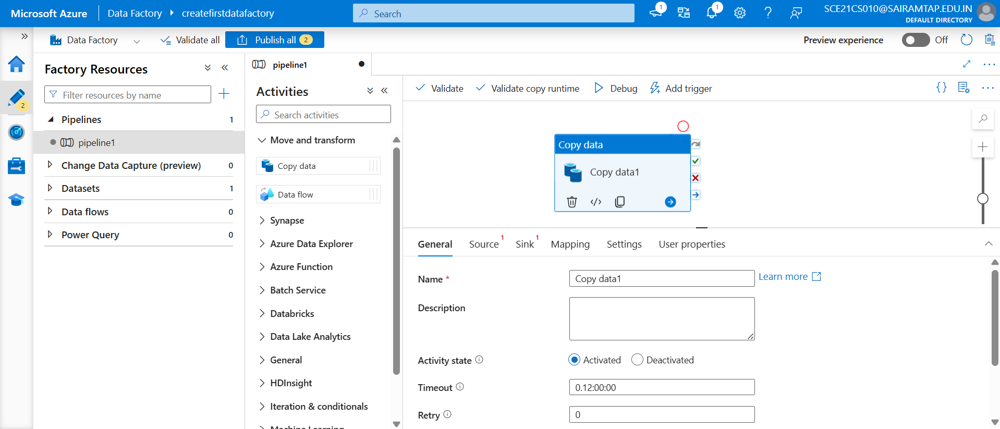 Microsoft Azure
Data Factory
createfirstdatafactory
Search
1
1
SCE21CS010@SAIRAMTAP.EDU.IN
DEFAULT DIRECTORY
Data Factory
Validate all
Publish all 2
Preview experience
Off
2
Factory Resources
Filter resources by name
Pipelines 1
pipeline1
Change Data Capture (preview) 0
Datasets 1
Data flows 0
Power Query 0
pipeline1
Activities
Search activities
Move and transform
Copy data
Data flow
Synapse
Azure Data Explorer
Azure Function
Batch Service
Databricks
Data Lake Analytics
General
HDInsight
Iteration & conditionals
Machine Learning
Validate
Validate copy runtime
Debug
Add trigger
Copy data
Copy data1
General
Source 1
Sink 1
Mapping
Settings
User properties
Name *
Copy data1
Learn more
Description
Activity state
Activated
Deactivated
Timeout
0.12:00:00
Retry
0